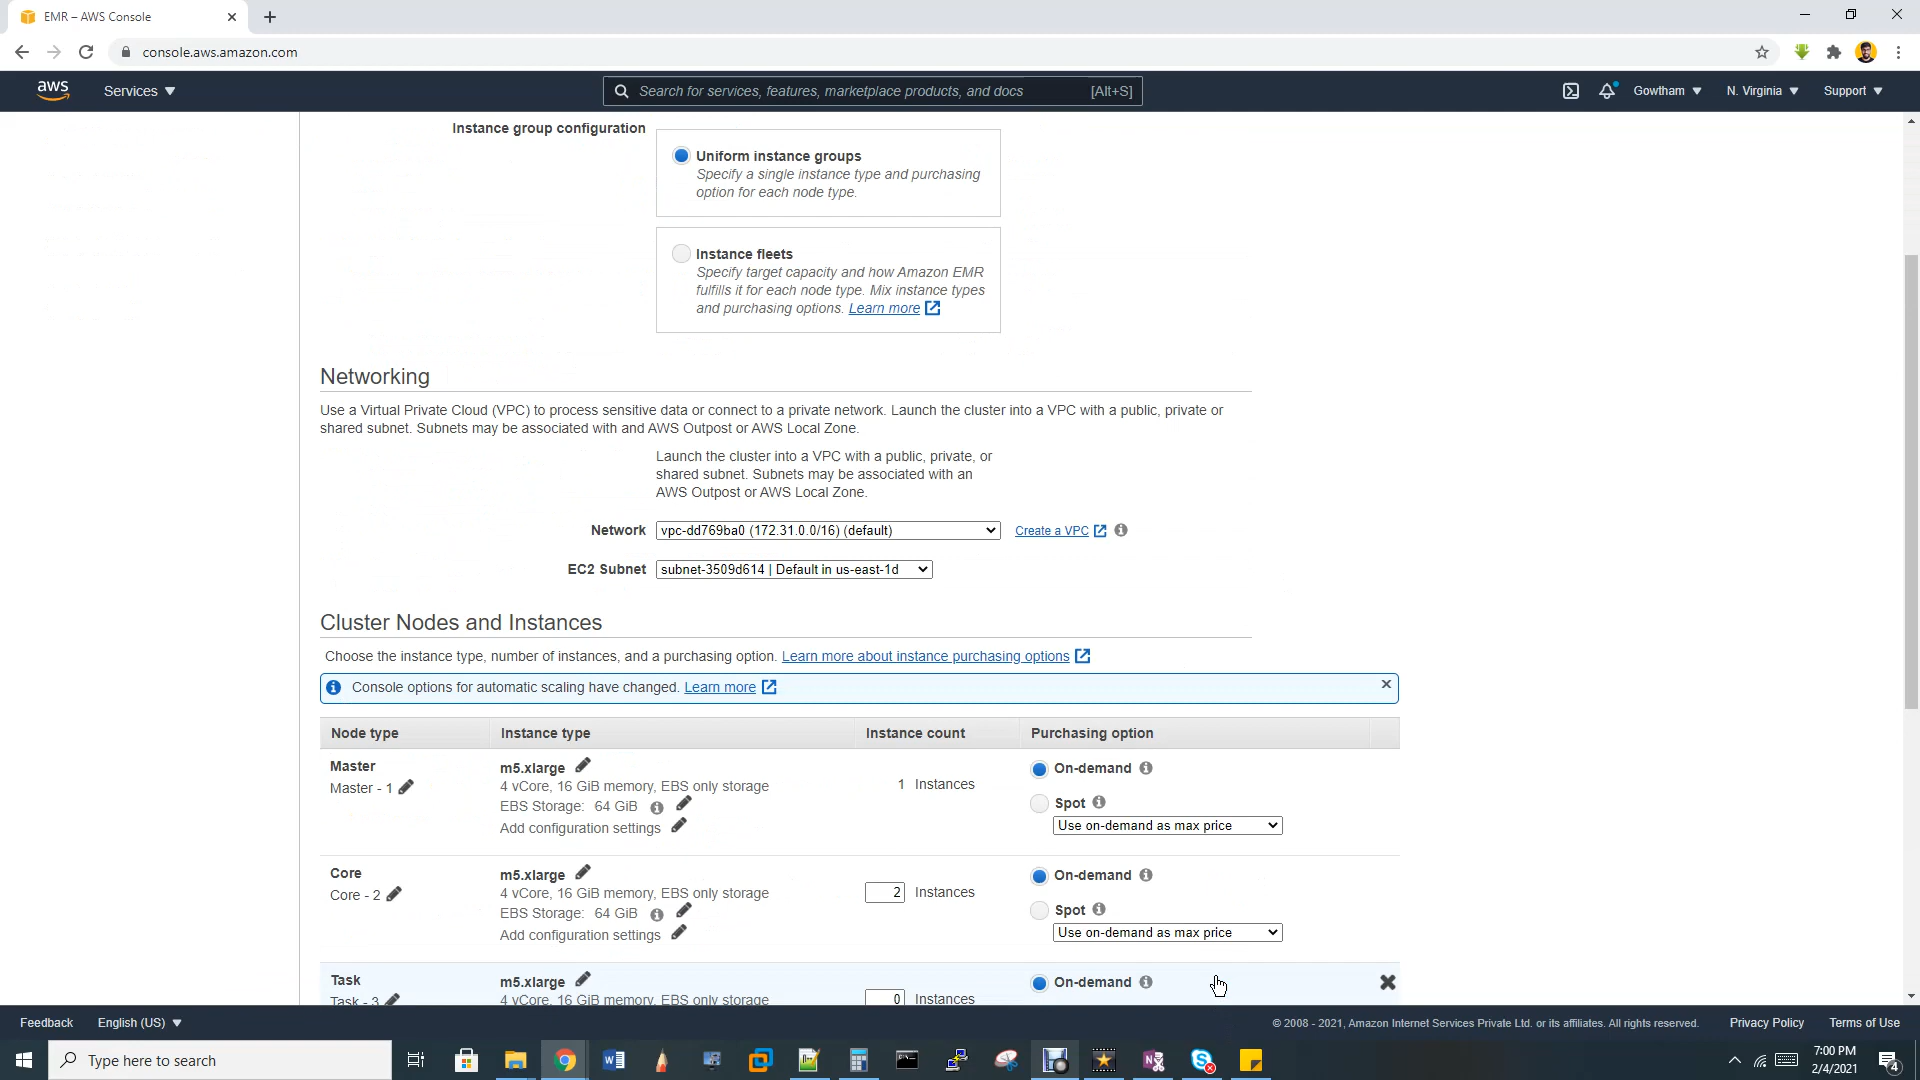 EMR – AWS Console
console.aws.amazon.com
aws
Services
Search for services, features, marketplace products, and docs
[Alt+S]
Gowtham
N. Virginia
Support
Instance group configuration
Uniform instance groups
Specify a single instance type and purchasing
option for each node type.
Instance fleets
Specify target capacity and how Amazon EMR
fulfills it for each node type. Mix instance types
and purchasing options. Learn more
Networking
Use a Virtual Private Cloud (VPC) to process sensitive data or connect to a private network. Launch the cluster into a VPC with a public, private or
shared subnet. Subnets may be associated with and AWS Outpost or AWS Local Zone.
Launch the cluster into a VPC with a public, private, or
shared subnet. Subnets may be associated with an
AWS Outpost or AWS Local Zone.
Network
vpc-dd769ba0 (172.31.0.0/16) (default)
Create a VPC
EC2 Subnet
subnet-3509d614 | Default in us-east-1d
Cluster Nodes and Instances
Choose the instance type, number of instances, and a purchasing option. Learn more about instance purchasing options
Console options for automatic scaling have changed. Learn more
Node type
Instance type
Instance count
Purchasing option
Master
Master - 1
m5.xlarge
4 vCore, 16 GiB memory, EBS only storage
EBS Storage: 64 GiB
Add configuration settings
1 Instances
On-demand
Spot
Use on-demand as max price
Core
Core - 2
m5.xlarge
4 vCore, 16 GiB memory, EBS only storage
EBS Storage: 64 GiB
Add configuration settings
2 Instances
On-demand
Spot
Use on-demand as max price
Task
Task - 3
m5.xlarge
4 vCore, 16 GiB memory, EBS only storage
0 Instances
On-demand
Feedback
English (US)
© 2008 - 2021, Amazon Internet Services Private Ltd. or its affiliates. All rights reserved.
Privacy Policy
Terms of Use
Type here to search
7:00 PM
2/4/2021
4